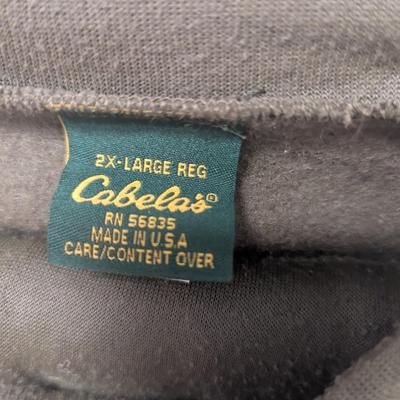 2X-LARGE REG
Cabela's®
RN 56835
MADE IN U.S.A
CARE/CONTENT OVER